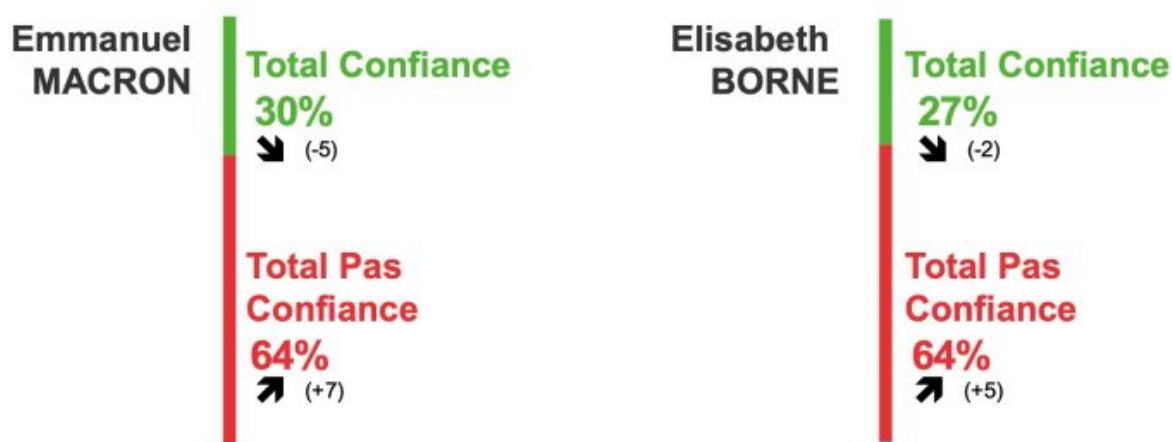 Emmanuel
MACRON
Total Confiance
30%
(-5)
Total Pas
Confiance
64%
(+7)
Elisabeth
BORNE
Total Confiance
27%
(-2)
Total Pas
Confiance
64%
(+5)